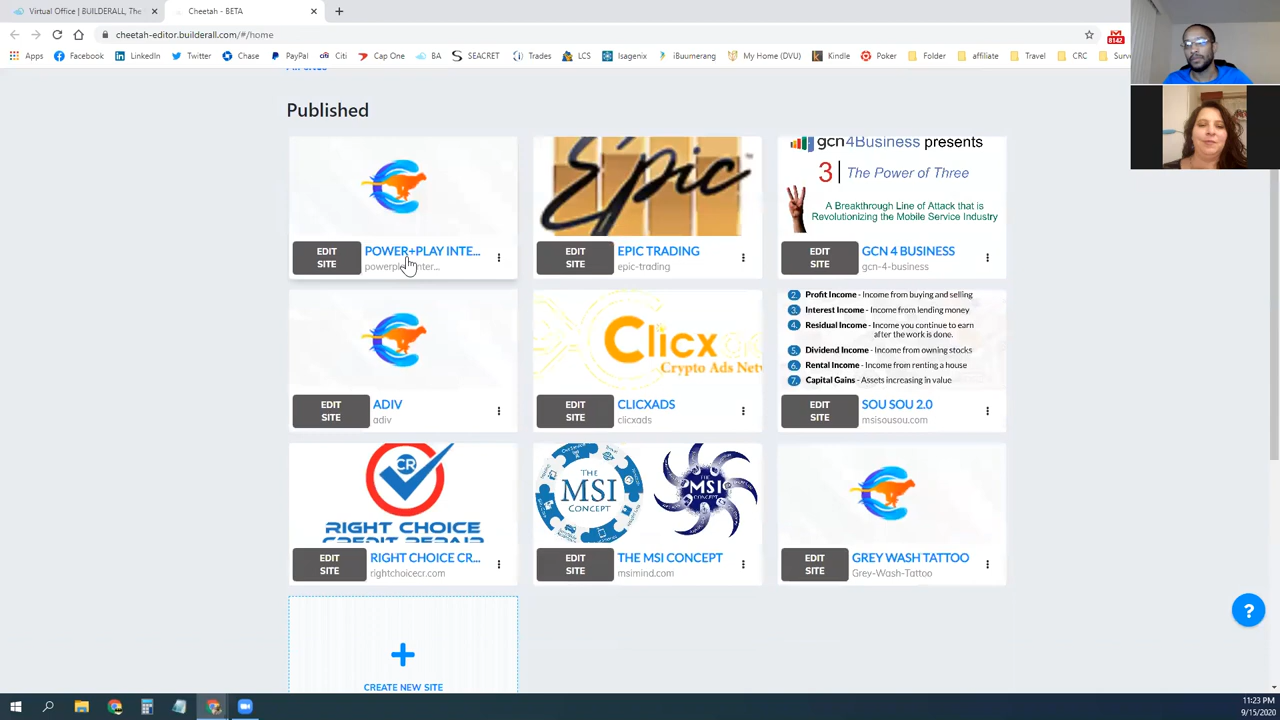 Virtual Office | BUILDERALL, The
Cheetah - BETA
cheetah-editor.builderall.com/#/home
8142
Apps
Facebook
LinkedIn
Twitter
Chase
PayPal
Citi
Cap One
BA
SEACRET
Trades
LCS
Isagenix
iBuumerang
My Home (DVU)
Kindle
Poker
Folder
affiliate
Travel
CRC
Surv
Published
EDIT SITE
POWER+PLAY INTE...
EDIT SITE
EPIC TRADING
epic-trading
Epic
gcn4Business presents
3 | The Power of Three
A Breakthrough Line of Attack that is
Revolutionizing the Mobile Service Industry
EDIT SITE
GCN 4 BUSINESS
gcn-4-business
EDIT SITE
ADIV
adiv
Clicx
Crypto Ads Net
EDIT SITE
CLICXADS
clicxads
2. Profit Income - Income from buying and selling
3. Interest Income - Income from lending money
4. Residual Income - Income you continue to earn
after the work is done.
5. Dividend Income - Income from owning stocks
6. Rental Income - Income from renting a house
7. Capital Gains - Assets increasing in value
EDIT SITE
SOU SOU 2.0
msisousou.com
CR
RIGHT CHOICE
CREDIT REPAIR
EDIT SITE
RIGHT CHOICE CR...
rightchoicecr.com
THE
MSI
CONCEPT
THE
MSI
CONCEPT
EDIT SITE
THE MSI CONCEPT
msimind.com
EDIT SITE
GREY WASH TATTOO
Grey-Wash-Tattoo
CREATE NEW SITE
?
11:23 PM
9/15/2020